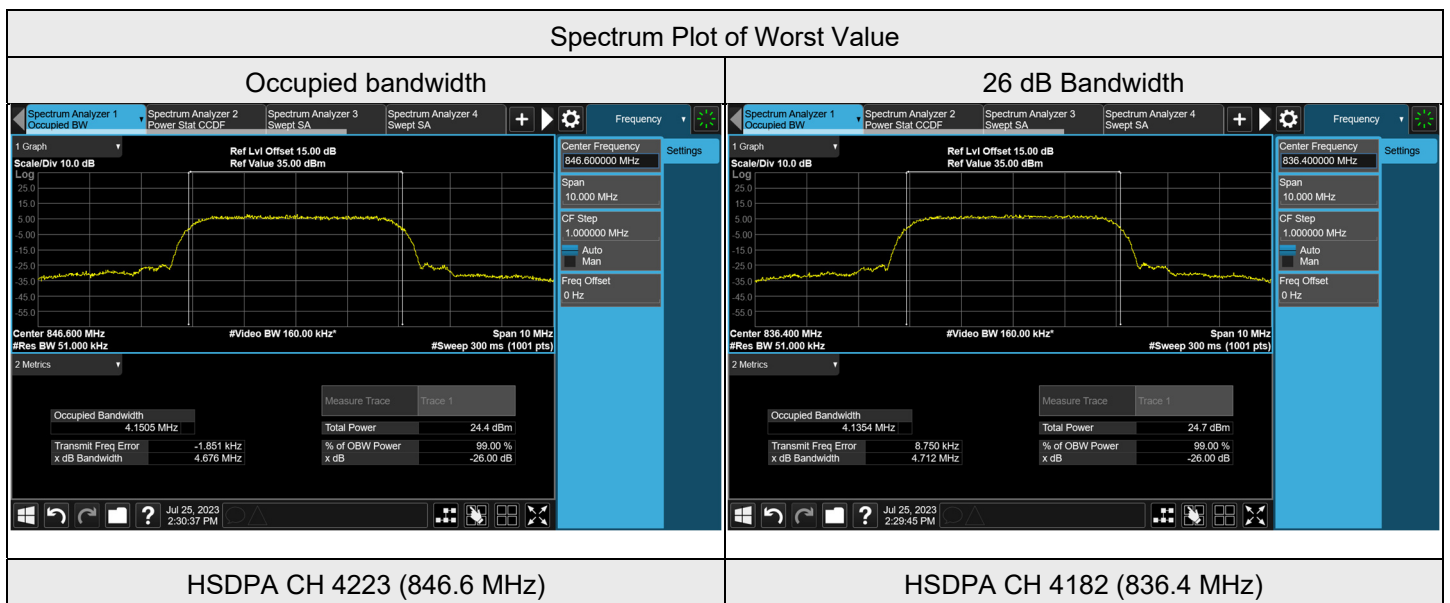 Spectrum Plot of Worst Value
Occupied bandwidth
26 dB Bandwidth
Spectrum Analyzer 1
Occupied BW
Spectrum Analyzer 2
Power Stat CCDF
Spectrum Analyzer 3
Swept SA
Spectrum Analyzer 4
Swept SA
+
Frequency
1 Graph
Scale/Div 10.0 dB
Ref Lvl Offset 15.00 dB
Ref Value 35.00 dBm
Log
25.0
15.0
5.00
-5.00
-15.0
-25.0
-35.0
-45.0
-55.0
Center 846.600 MHz
#Res BW 51.000 kHz
#Video BW 160.00 kHz*
Span 10 MHz
#Sweep 300 ms (1001 pts)
Center Frequency
846.600000 MHz
Settings
Span
10.000 MHz
CF Step
1.000000 MHz
Auto
Man
Freq Offset
0 Hz
2 Metrics
Measure Trace Trace 1
Occupied Bandwidth
4.1505 MHz
Total Power 24.4 dBm
Transmit Freq Error -1.851 kHz
% of OBW Power 99.00 %
x dB Bandwidth 4.676 MHz
x dB -26.00 dB
?
Jul 25, 2023
2:30:37 PM
Spectrum Analyzer 1
Occupied BW
Spectrum Analyzer 2
Power Stat CCDF
Spectrum Analyzer 3
Swept SA
Spectrum Analyzer 4
Swept SA
+
Frequency
1 Graph
Scale/Div 10.0 dB
Ref Lvl Offset 15.00 dB
Ref Value 35.00 dBm
Log
25.0
15.0
5.00
-5.00
-15.0
-25.0
-35.0
-45.0
-55.0
Center 836.400 MHz
#Res BW 51.000 kHz
#Video BW 160.00 kHz*
Span 10 MHz
#Sweep 300 ms (1001 pts)
Center Frequency
836.400000 MHz
Settings
Span
10.000 MHz
CF Step
1.000000 MHz
Auto
Man
Freq Offset
0 Hz
2 Metrics
Measure Trace Trace 1
Occupied Bandwidth
4.1354 MHz
Total Power 24.7 dBm
Transmit Freq Error 8.750 kHz
% of OBW Power 99.00 %
x dB Bandwidth 4.712 MHz
x dB -26.00 dB
?
Jul 25, 2023
2:29:45 PM
HSDPA CH 4223 (846.6 MHz)
HSDPA CH 4182 (836.4 MHz)